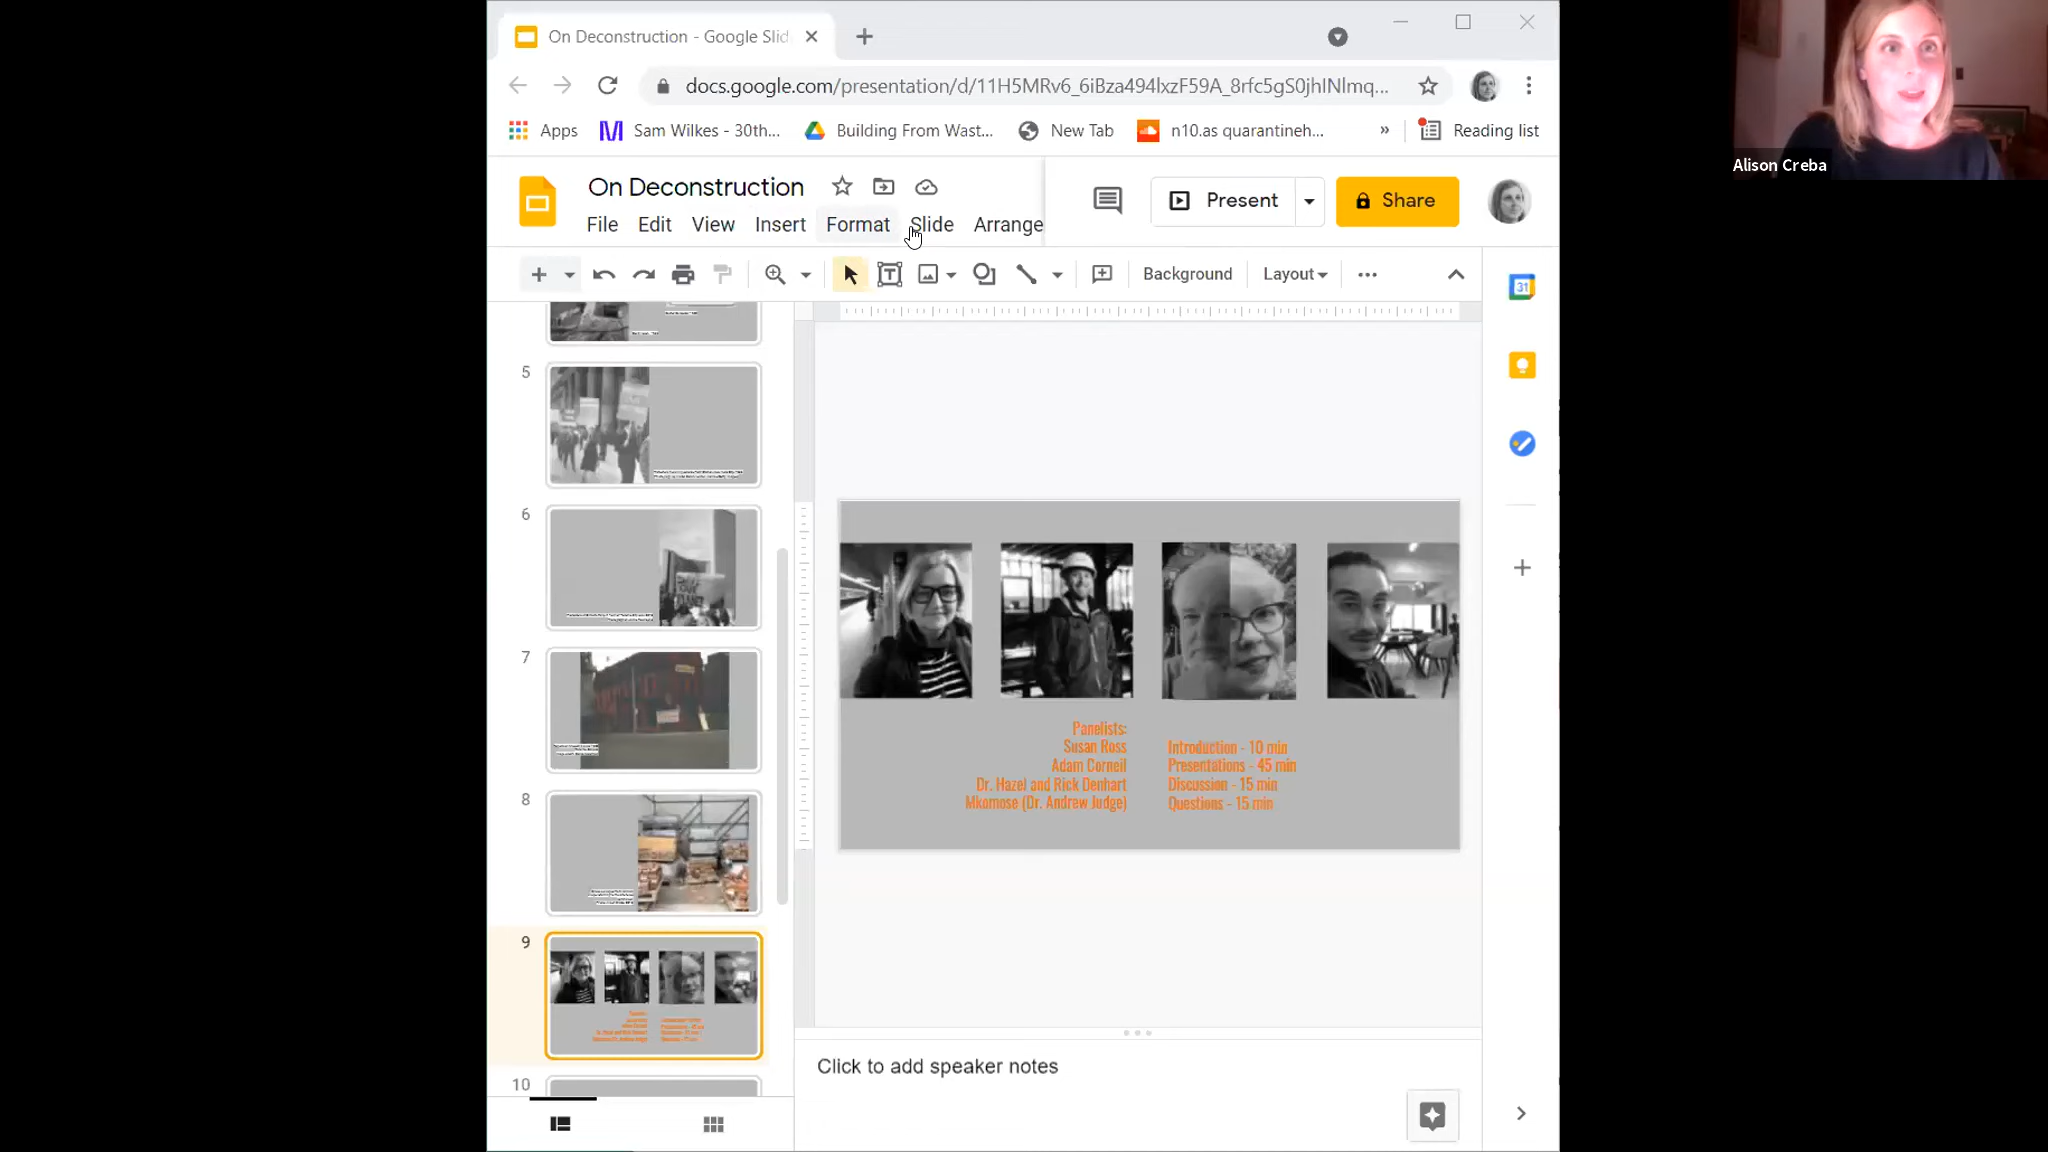 On Deconstruction - Google Slid
docs.google.com/presentation/d/11H5MRv6_6iBza494lxzF59A_8rfc5gS0jhINlmq...
Apps
Sam Wilkes - 30th...
Building From Wast...
New Tab
n10.as quarantineh...
»
Reading list
Alison Creba
On Deconstruction
Present
Share
File Edit View Insert Format Slide Arrange
Background
Layout
31
5
6
7
8
9
10
Panelists:
Susan Ross
Adam Corneil
Dr. Hazel and Rick Denhart
Mkomose (Dr. Andrew Judge)
Introduction - 10 min
Presentations - 45 min
Discussion - 15 min
Questions - 15 min
Click to add speaker notes